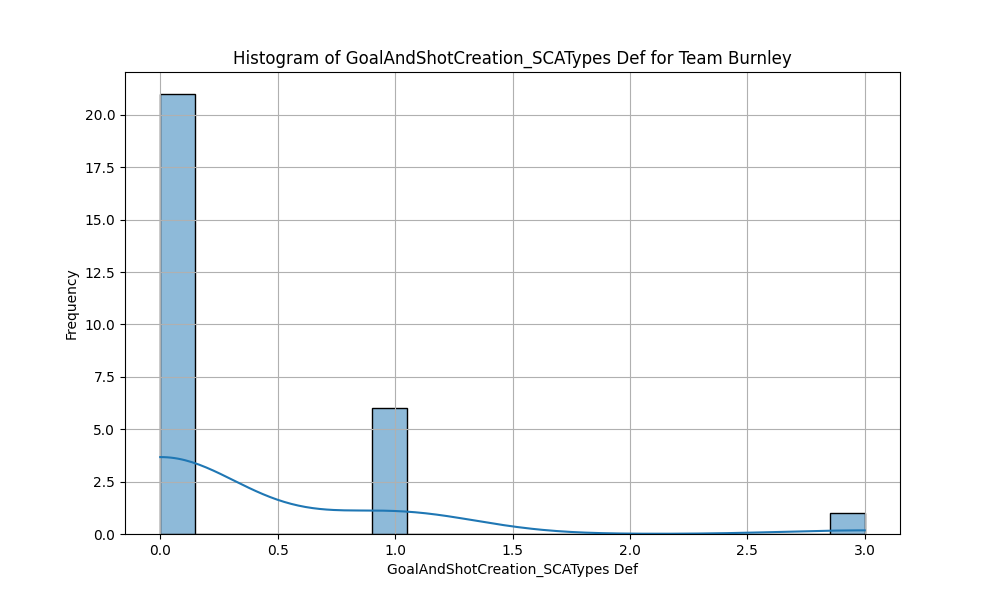 Histogram of GoalAndShotCreation_SCATypes Def for Team Burnley
20.0
17.5
15.0
12.5
10.0
7.5
5.0
2.5
0.0
Frequency
0.0 0.5 1.0 1.5 2.0 2.5 3.0
GoalAndShotCreation_SCATypes Def